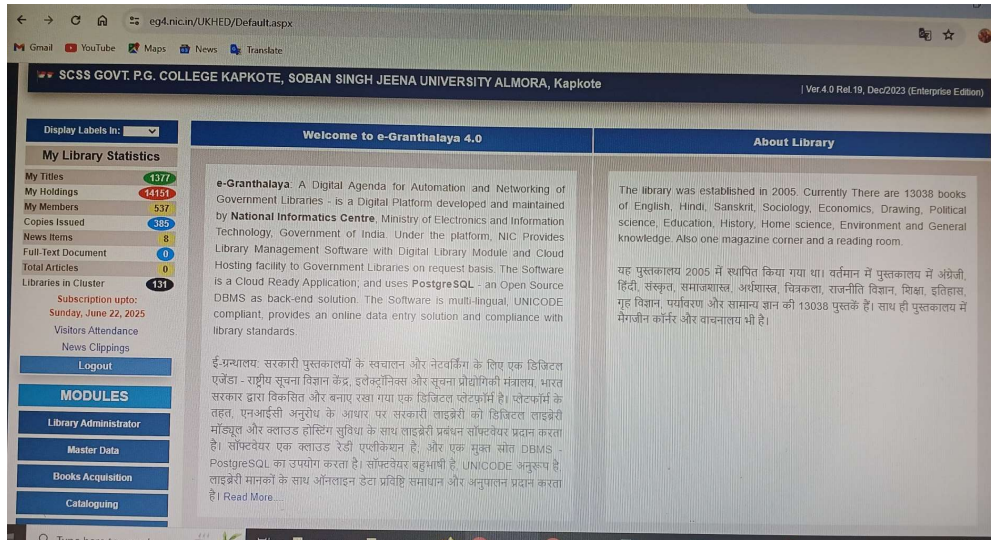 eg4.nic.in/UKHED/Default.aspx
Gmail YouTube Maps News Translate
SCSS GOVT. P.G. COLLEGE KAPKOTE, SOBAN SINGH JEENA UNIVERSITY ALMORA, Kapkote
| Ver.4.0 Rel.19, Dec/2023 (Enterprise Edition)
Display Labels In:
My Library Statistics
My Titles 1377
My Holdings 14151
My Members 537
Copies Issued 385
News Items 8
Full-Text Document 0
Total Articles 0
Libraries in Cluster 131
Subscription upto:
Sunday, June 22, 2025
Visitors Attendance
News Clippings
Logout
MODULES
Library Administrator
Master Data
Books Acquisition
Cataloguing
Welcome to e-Granthalaya 4.0
e-Granthalaya: A Digital Agenda for Automation and Networking of
Government Libraries - is a Digital Platform developed and maintained
by National Informatics Centre, Ministry of Electronics and Information
Technology, Government of India. Under the platform, NIC Provides
Library Management Software with Digital Library Module and Cloud
Hosting facility to Government Libraries on request basis. The Software
is a Cloud Ready Application; and uses PostgreSQL - an Open Source
DBMS as back-end solution. The Software is multi-lingual, UNICODE
compliant, provides an online data entry solution and compliance with
library standards.
ई-ग्रन्थालय: सरकारी पुस्तकालयों के स्वचालन और नेटवर्किंग के लिए एक डिजिटल
एजेंडा - राष्ट्रीय सूचना विज्ञान केंद्र, इलेक्ट्रॉनिक्स और सूचना प्रौद्योगिकी मंत्रालय, भारत
सरकार द्वारा विकसित और बनाए रखा गया एक डिजिटल प्लेटफ़ॉर्म है। प्लेटफॉर्म के
तहत, एनआईसी अनुरोध के आधार पर सरकारी लाइब्रेरी को डिजिटल लाइब्रेरी
मॉड्यूल और क्लाउड होस्टिंग सुविधा के साथ लाइब्रेरी प्रबंधन सॉफ्टवेयर प्रदान करता
है। सॉफ्टवेयर एक क्लाउड रेडी एप्लीकेशन है, और एक मुक्त स्रोत DBMS -
PostgreSQL का उपयोग करता है। सॉफ्टवेयर बहुभाषी है, UNICODE अनुरूप है,
लाइब्रेरी मानकों के साथ ऑनलाइन डेटा प्रविष्टि समाधान और अनुपालन प्रदान करता
है। Read More....
About Library
The library was established in 2005. Currently There are 13038 books
of English, Hindi, Sanskrit, Sociology, Economics, Drawing, Political
science, Education, History, Home science, Environment and General
knowledge. Also one magazine corner and a reading room.
यह पुस्तकालय 2005 में स्थापित किया गया था। वर्तमान में पुस्तकालय में अंग्रेजी,
हिंदी, संस्कृत, समाजशास्त्र, अर्थशास्त्र, चित्रकला, राजनीति विज्ञान, शिक्षा, इतिहास,
गृह विज्ञान, पर्यावरण और सामान्य ज्ञान की 13038 पुस्तकें हैं। साथ ही पुस्तकालय में
मैगजीन कॉर्नर और वाचनालय भी है।